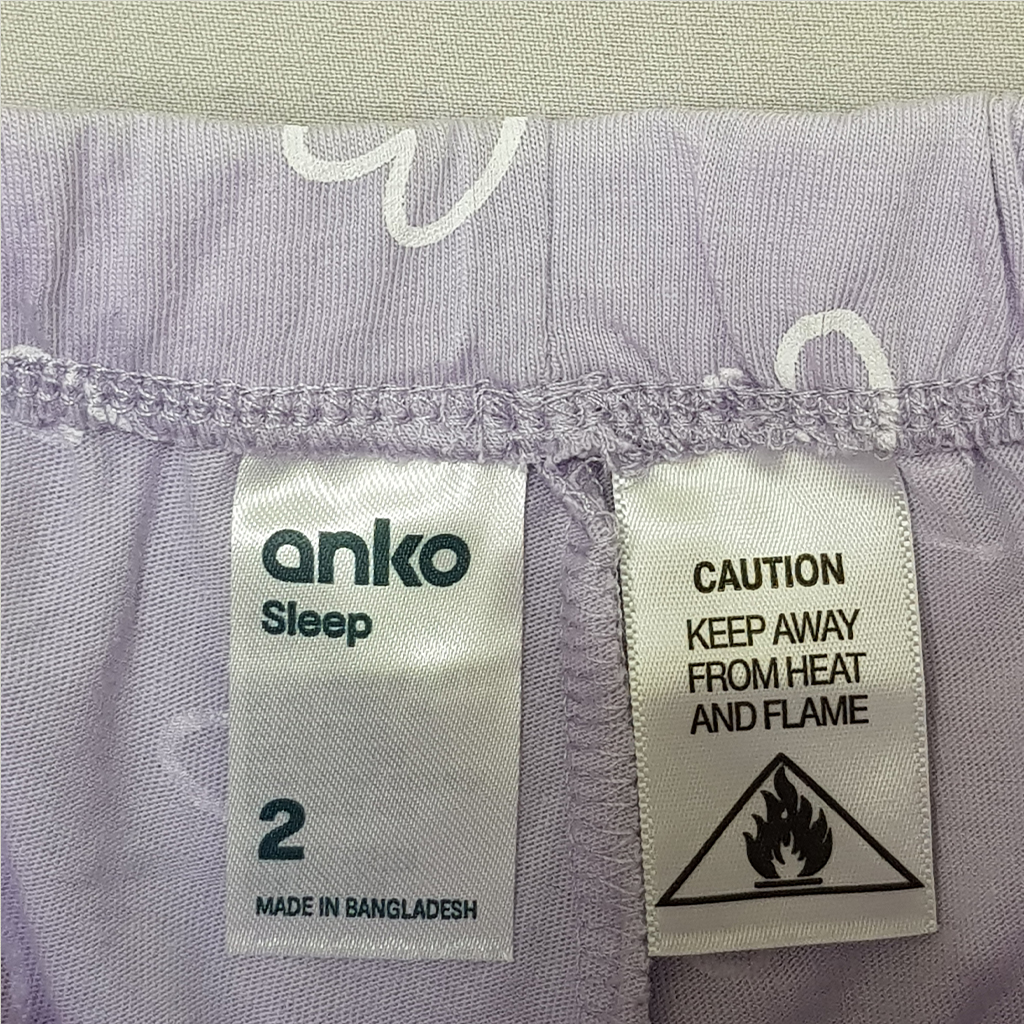 anko
Sleep
2
MADE IN BANGLADESH
CAUTION
KEEP AWAY
FROM HEAT
AND FLAME